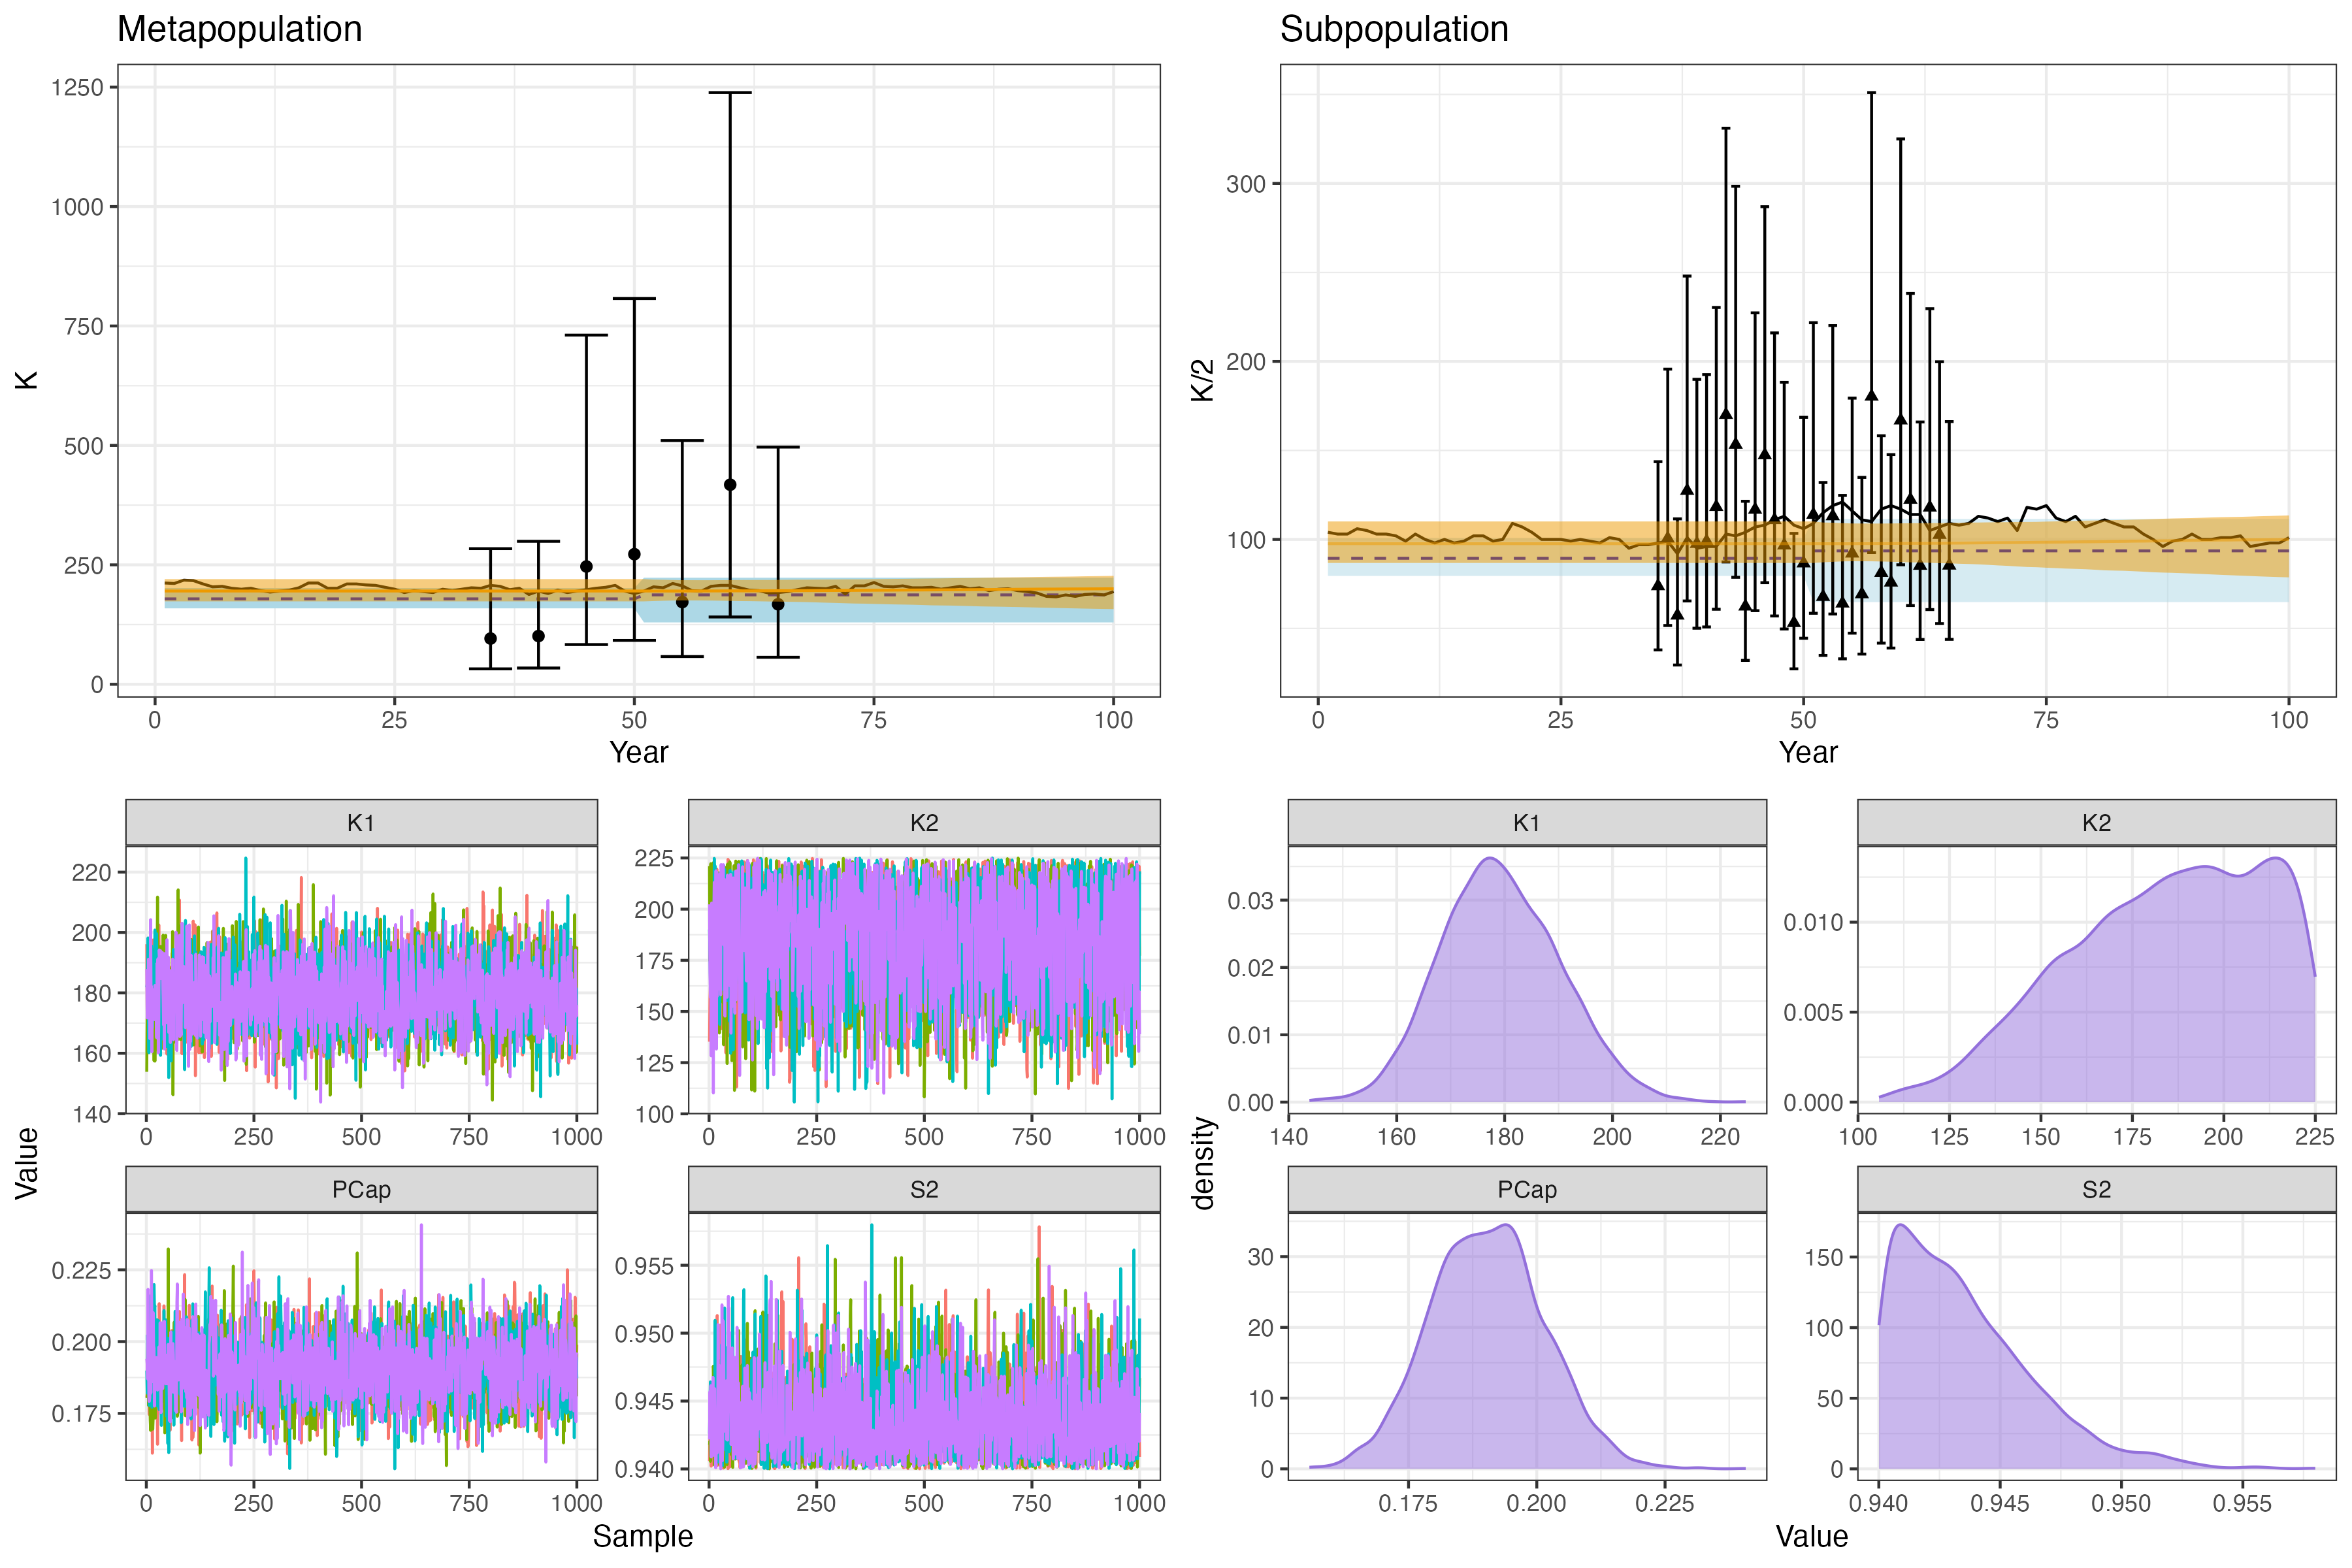 Metapopulation
Subpopulation
1250
1000
750
500
250
0
K
0 25 50 75 100
Year
300
200
100
K/2
0 25 50 75 100
Year
K1
K2
220
200
180
160
140
0 250 500 750 1000
225
200
175
150
125
100
0 250 500 750 1000
PCap
S2
0.225
0.200
0.175
0 250 500 750 1000
0.955
0.950
0.945
0.940
0 250 500 750 1000
Value
Sample
K1
K2
0.03
0.02
0.01
0.00
140 160 180 200 220
0.010
0.005
0.000
100 125 150 175 200 225
PCap
S2
30
20
10
0
0.175 0.200 0.225
150
100
50
0
0.940 0.945 0.950 0.955
density
Value